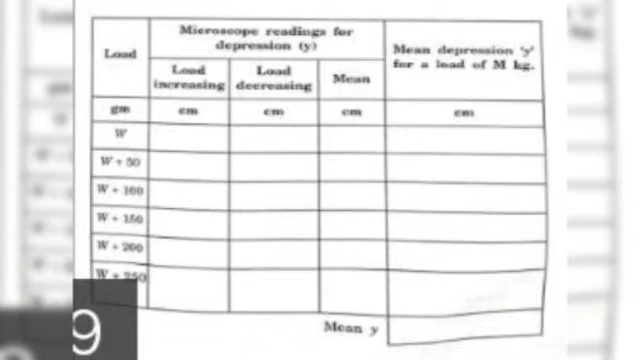 Microscope readings for
depression (y)
Load
Mean depression 'y'
for a load of M kg.
Load
increasing
Load
decreasing
Mean
gm
cm
cm
cm
cm
W
W + 50
W + 100
W + 150
W + 200
W + 250
Mean y
9